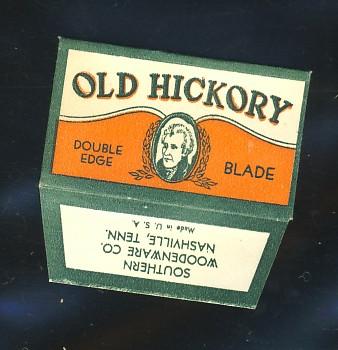 OLD HICKORY
DOUBLE
EDGE
BLADE
SOUTHERN
WOODENWARE CO.
NASHVILLE, TENN.
Made in U. S. A.